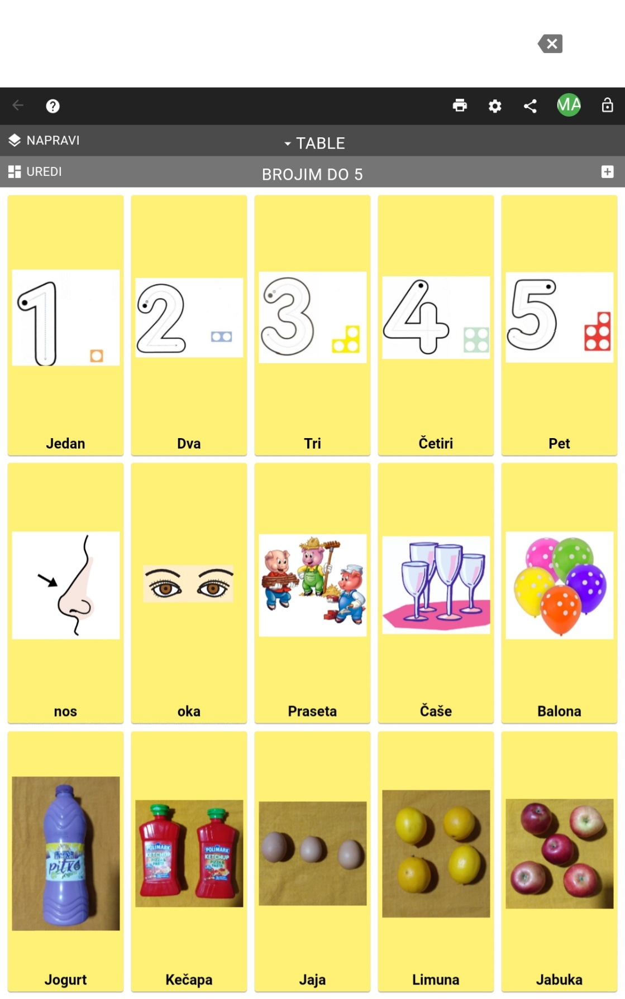 MA
NAPRAVI
TABLE
UREDI
BROJIM DO 5
1
2
3
4
5
Jedan
Dva
Tri
Četiri
Pet
nos
oka
Praseta
Čaše
Balona
pitko
jogurt
POLIMARK
KETCHUP
PIZZA &
PASTA
POLIMARK
KETCHUP
PIZZA &
PASTA
Jogurt
Kečapa
Jaja
Limuna
Jabuka